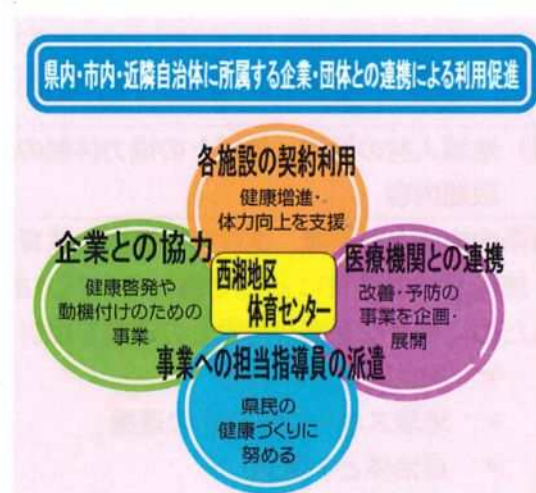 県内・市内・近隣自治体に所属する企業・団体との連携による利用促進
各施設の契約利用
健康増進・
体力向上を支援
企業との協力
健康啓発や
動機付けのための
事業
西湘地区
体育センター
医療機関との連携
改善・予防の
事業を企画・
展開
事業への担当指導員の派遣
県民の
健康づくりに
努める